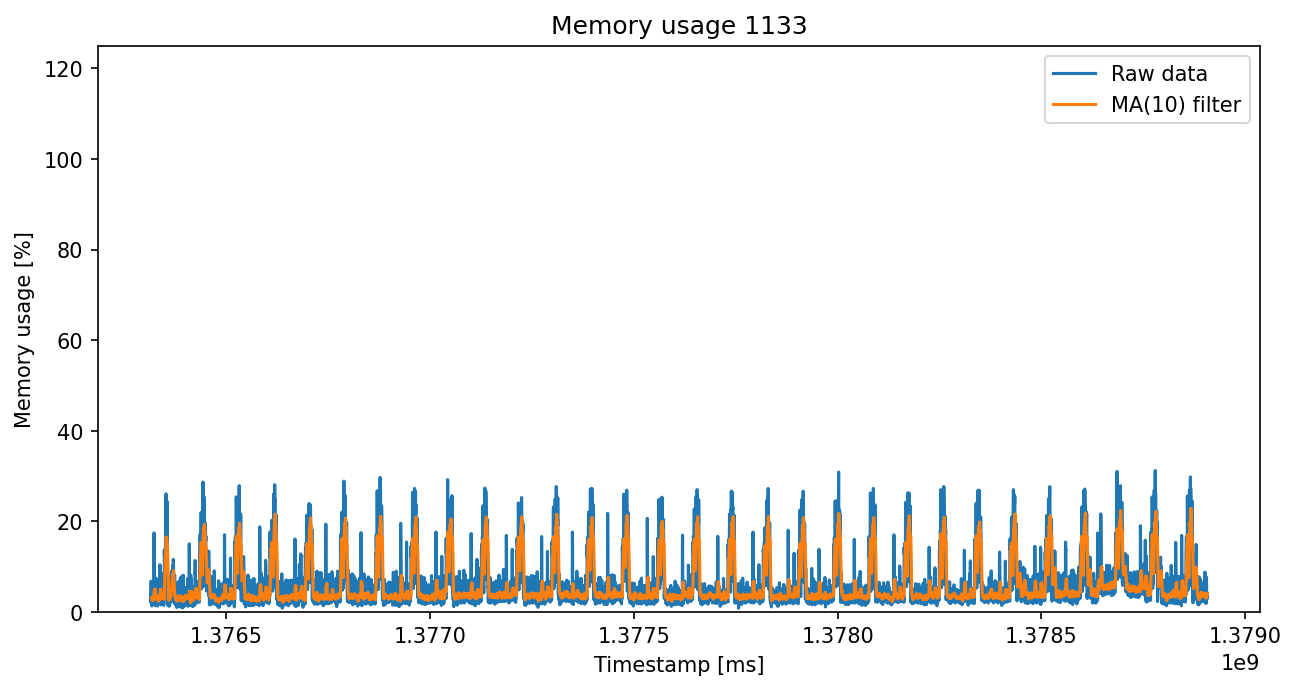 Memory usage 1133
Raw data
MA(10) filter
Memory usage [%]
120
100
80
60
40
20
0
1.3765 1.3770 1.3775 1.3780 1.3785 1.3790
1e9
Timestamp [ms]